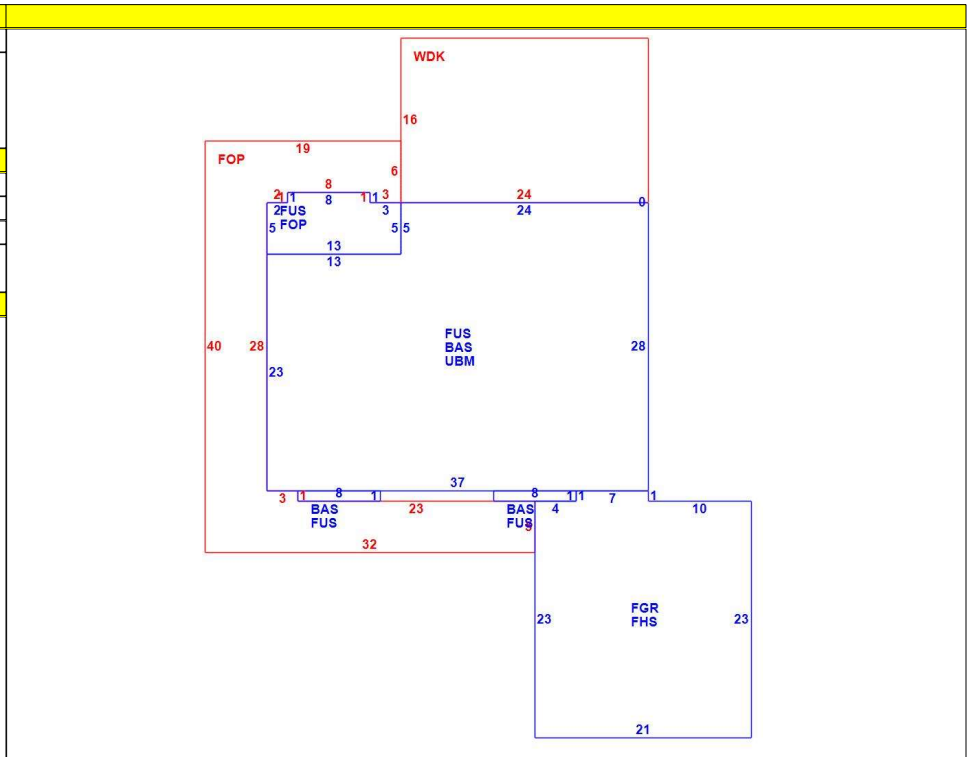 WDK
16
19
FOP
6
8
2 1 1 8 1 1 3 24
2 3 24 0
FUS
FOP
5 5 5
13
13
FUS
BAS
UBM
40 28 28
23
37
3 1 8 1 8 1 1 7 1
BAS
FUS
23
BAS
FUS
4
10
5
32
FGR
FHS
23 23
21